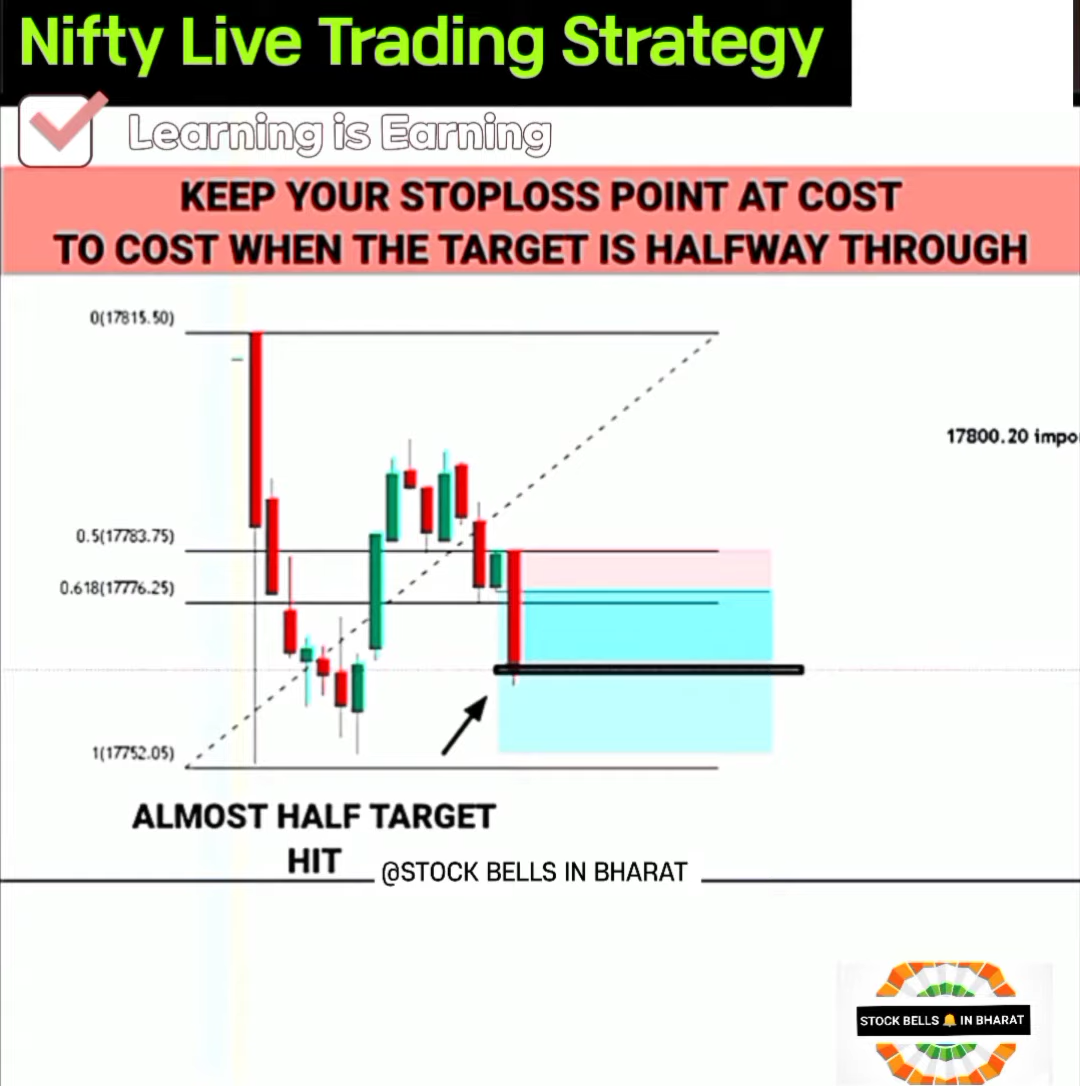 Nifty Live Trading Strategy
Learning is Earning
KEEP YOUR STOPLOSS POINT AT COST
TO COST WHEN THE TARGET IS HALFWAY THROUGH
0(17815.50)
17800.20 impo
0.5(17783.75)
0.618(17776.25)
1(17752.05)
ALMOST HALF TARGET
HIT
@STOCK BELLS IN BHARAT
STOCK BELLS 🔔 IN BHARAT